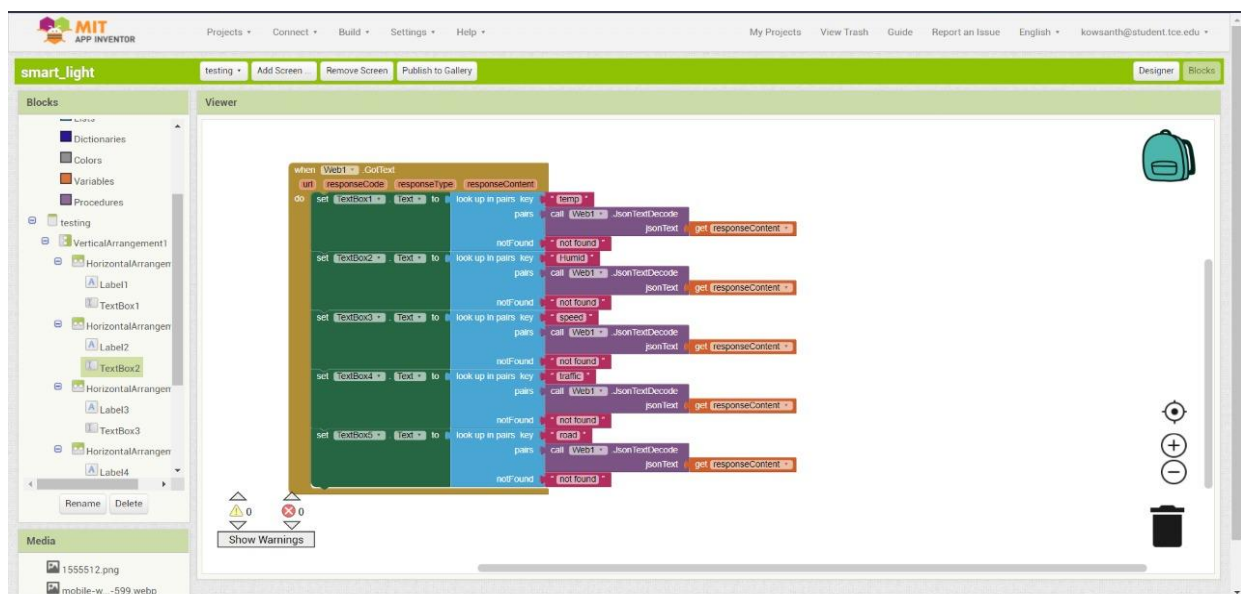 MIT
APP INVENTOR
Projects Connect Build Settings Help My Projects View Trash Guide Report an Issue English kowsanth@student.tce.edu
smart_light testing Add Screen ... Remove Screen Publish to Gallery Designer Blocks
Blocks
Lists
Dictionaries
Colors
Variables
Procedures
testing
VerticalArrangement1
HorizontalArrangem
Label1
TextBox1
HorizontalArrangem
Label2
TextBox2
HorizontalArrangem
Label3
TextBox3
HorizontalArrangem
Label4
Rename Delete
Media
1555512.png
mobile-w...-599.webp
Viewer
when Web1 .GotText
url responseCode responseType responseContent
do set TextBox1 . Text to look up in pairs key " temp "
pairs call Web1 .JsonTextDecode
jsonText get responseContent
notFound " not found "
set TextBox2 . Text to look up in pairs key " Humid "
pairs call Web1 .JsonTextDecode
jsonText get responseContent
notFound " not found "
set TextBox3 . Text to look up in pairs key " speed "
pairs call Web1 .JsonTextDecode
jsonText get responseContent
notFound " not found "
set TextBox4 . Text to look up in pairs key " traffic "
pairs call Web1 .JsonTextDecode
jsonText get responseContent
notFound " not found "
set TextBox5 . Text to look up in pairs key " road "
pairs call Web1 .JsonTextDecode
jsonText get responseContent
notFound " not found "
0 0
Show Warnings